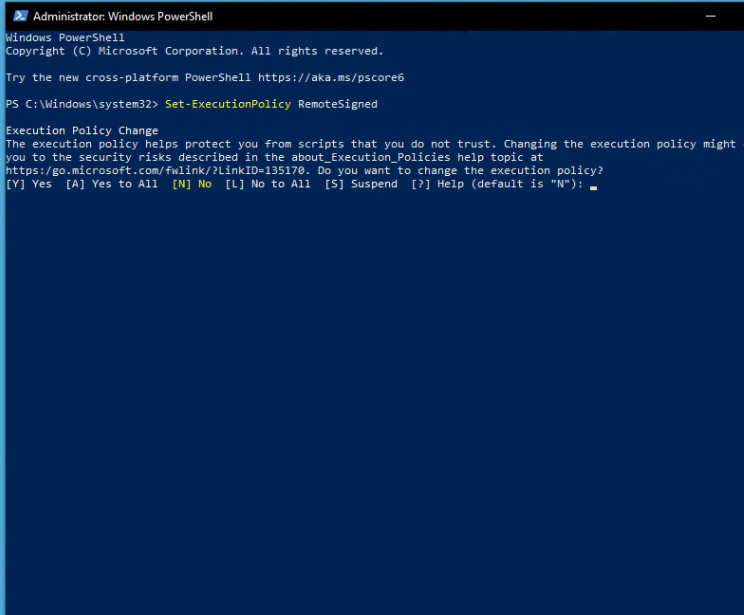 Administrator: Windows PowerShell
Windows PowerShell
Copyright (C) Microsoft Corporation. All rights reserved.
Try the new cross-platform PowerShell https://aka.ms/pscore6
PS C:\Windows\system32> Set-ExecutionPolicy RemoteSigned
Execution Policy Change
The execution policy helps protect you from scripts that you do not trust. Changing the execution policy might
you to the security risks described in the about_Execution_Policies help topic at
https:/go.microsoft.com/fwlink/?LinkID=135170. Do you want to change the execution policy?
[Y] Yes  [A] Yes to All  [N] No  [L] No to All  [S] Suspend  [?] Help (default is "N"):